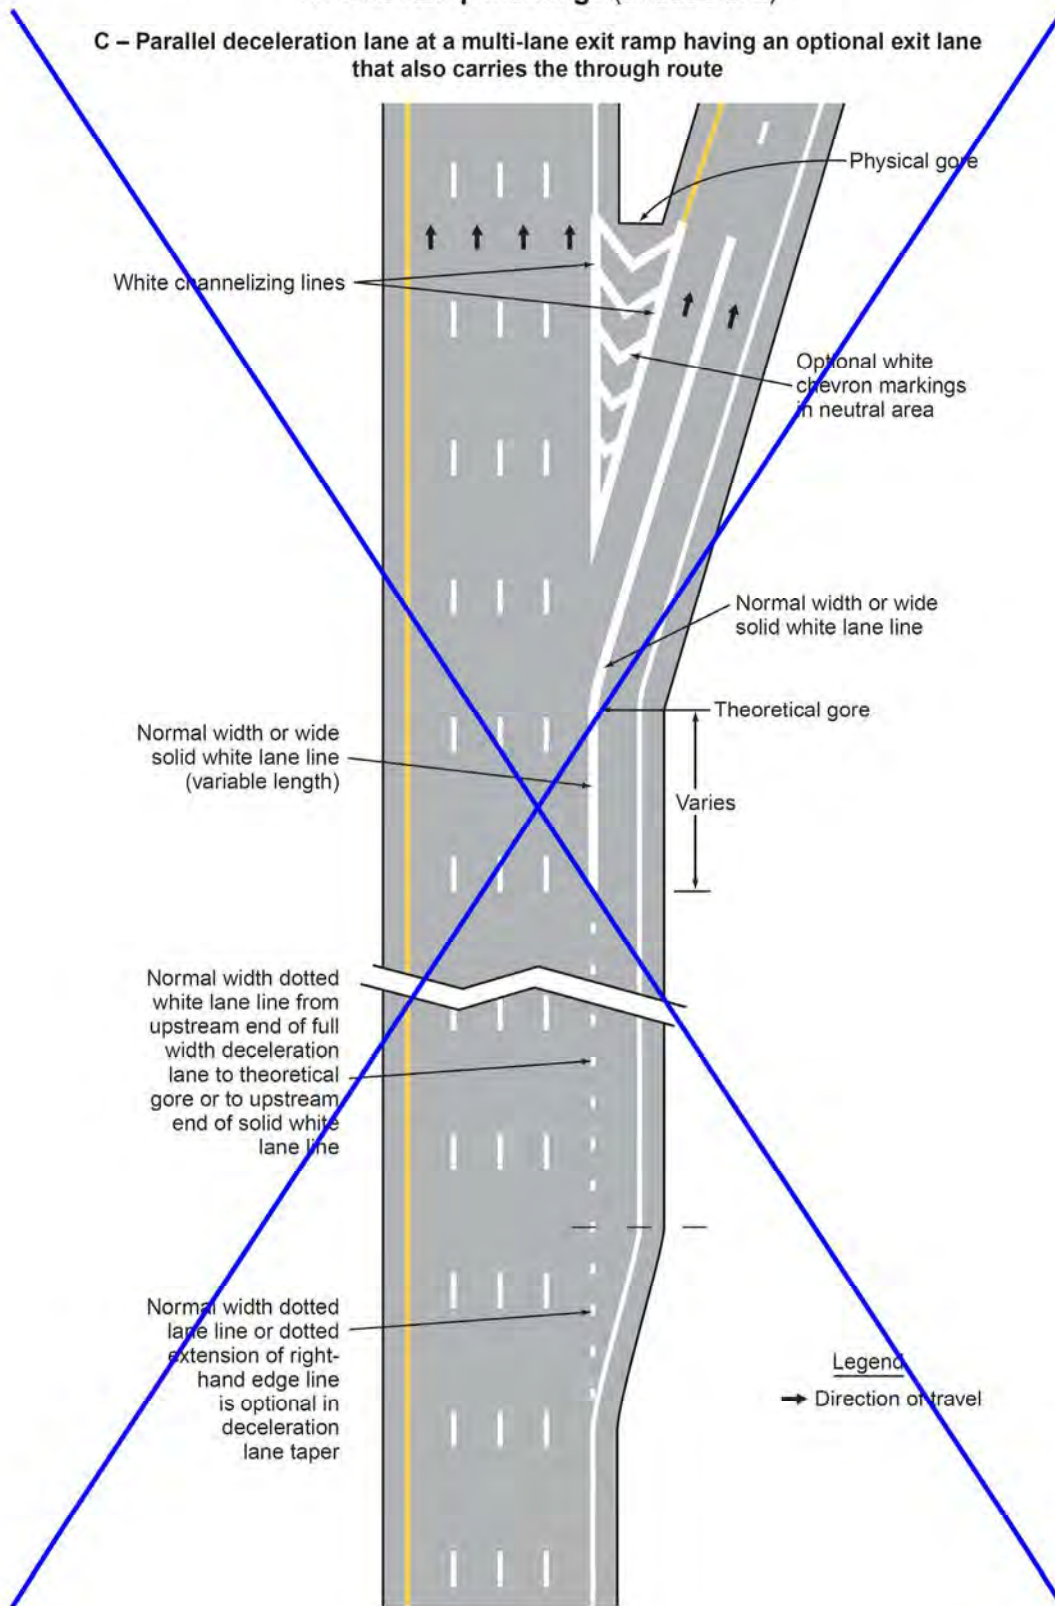 C – Parallel deceleration lane at a multi-lane exit ramp having an optional exit lane
that also carries the through route
Physical gore
White channelizing lines
Optional white
chevron markings
in neutral area
Normal width or wide
solid white lane line
Theoretical gore
Normal width or wide
solid white lane line
(variable length)
Varies
Normal width dotted
white lane line from
upstream end of full
width deceleration
lane to theoretical
gore or to upstream
end of solid white
lane line
Normal width dotted
lane line or dotted
extension of right-
hand edge line
is optional in
deceleration
lane taper
Legend
Direction of travel